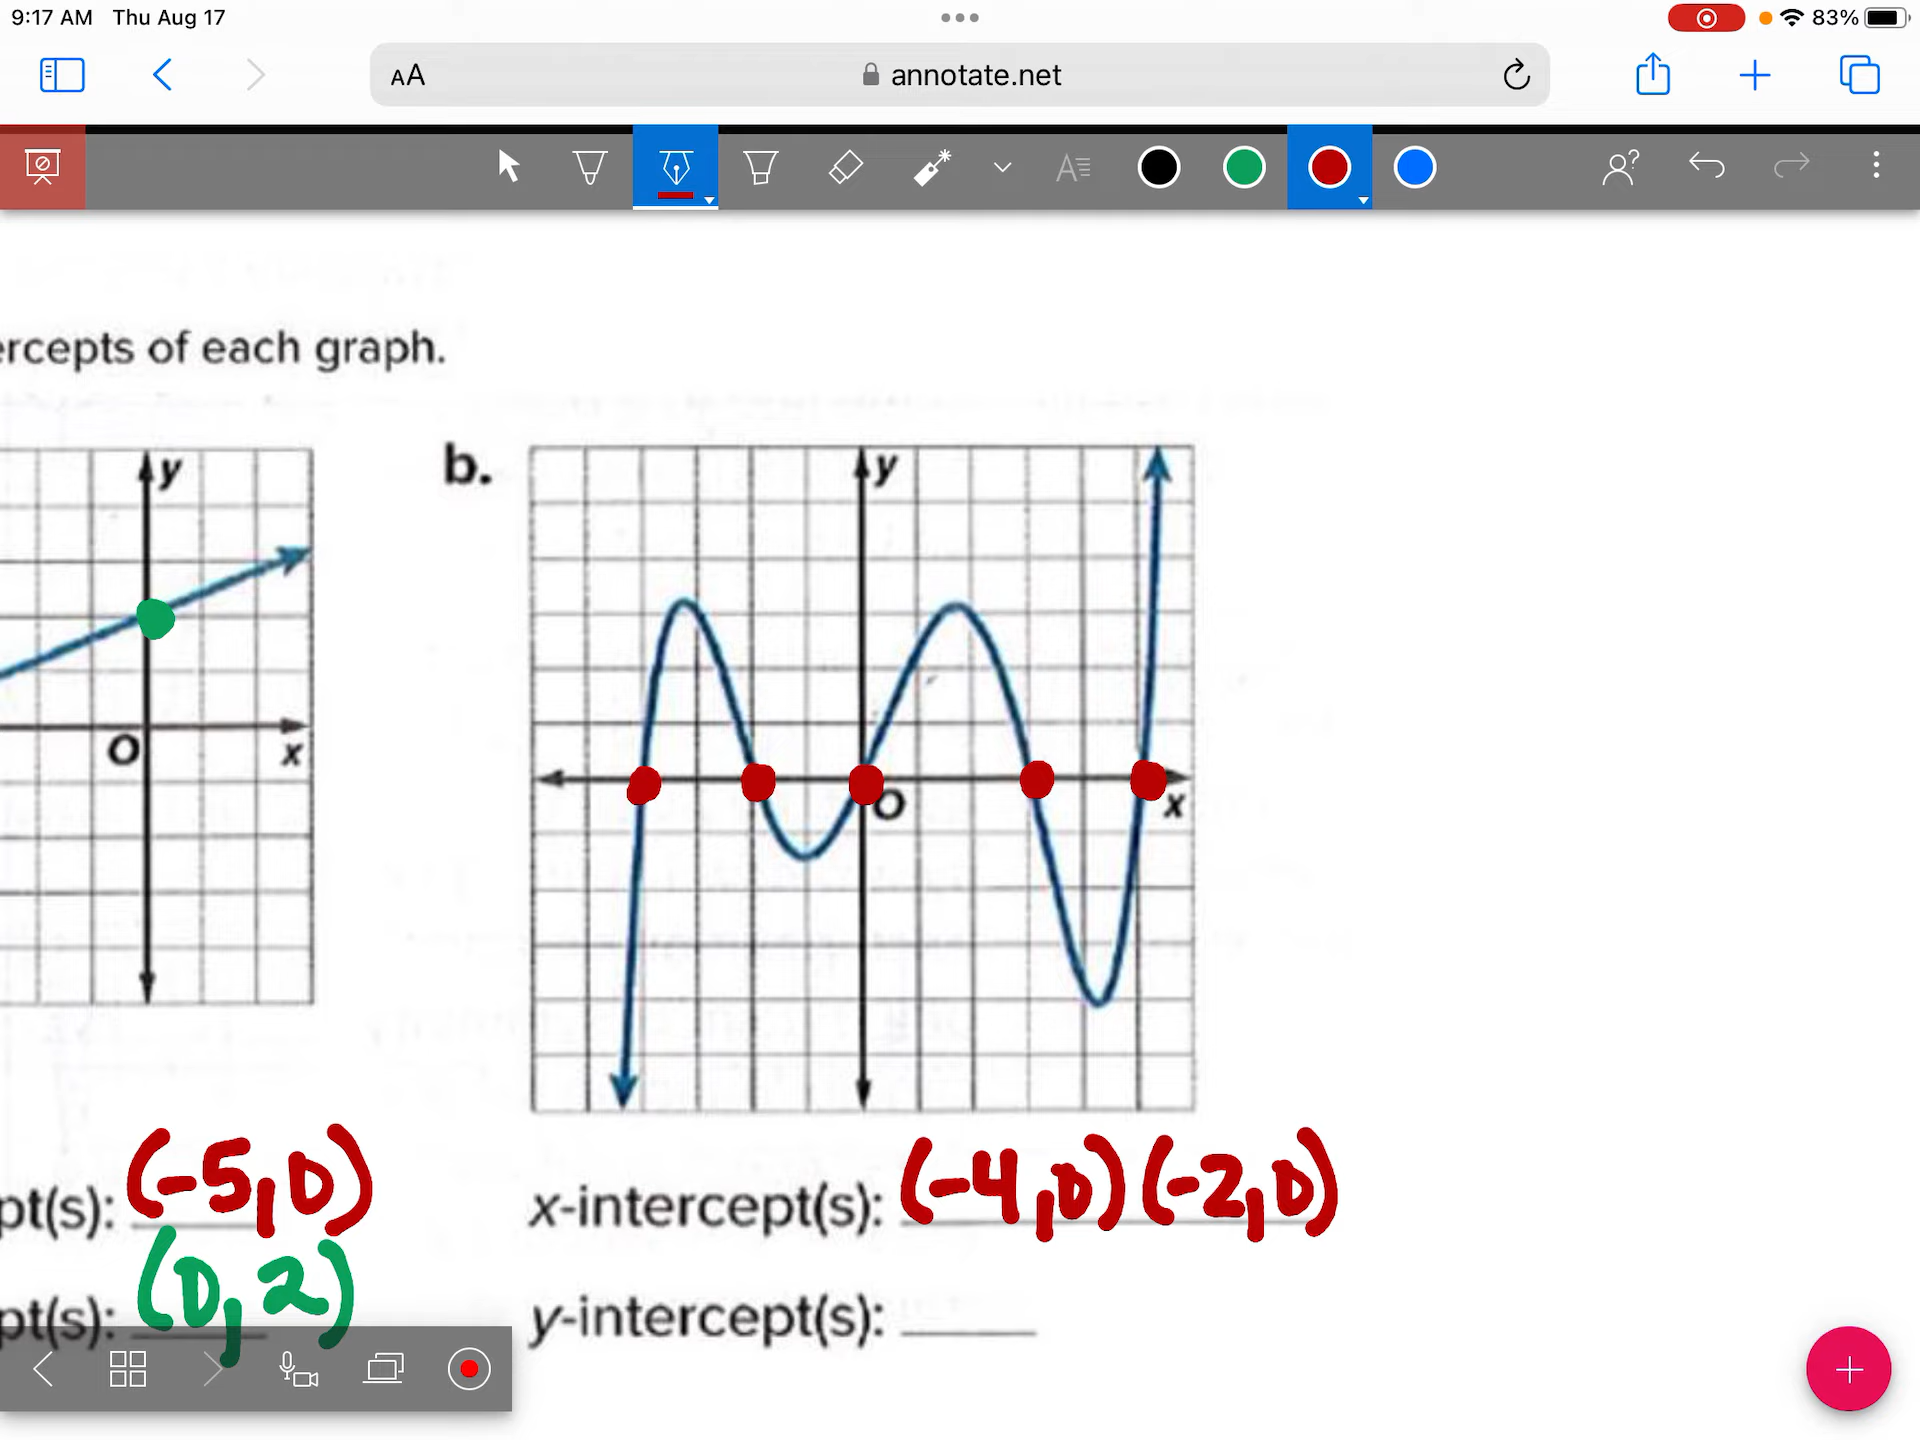 9:17 AM Thu Aug 17
83%
AA
annotate.net
A
ercepts of each graph.
y
b.
y
O
x
O
x
pt(s): (-5,0)
x-intercept(s): (-4,0) (-2,0)
pt(s): (0,2)
y-intercept(s):